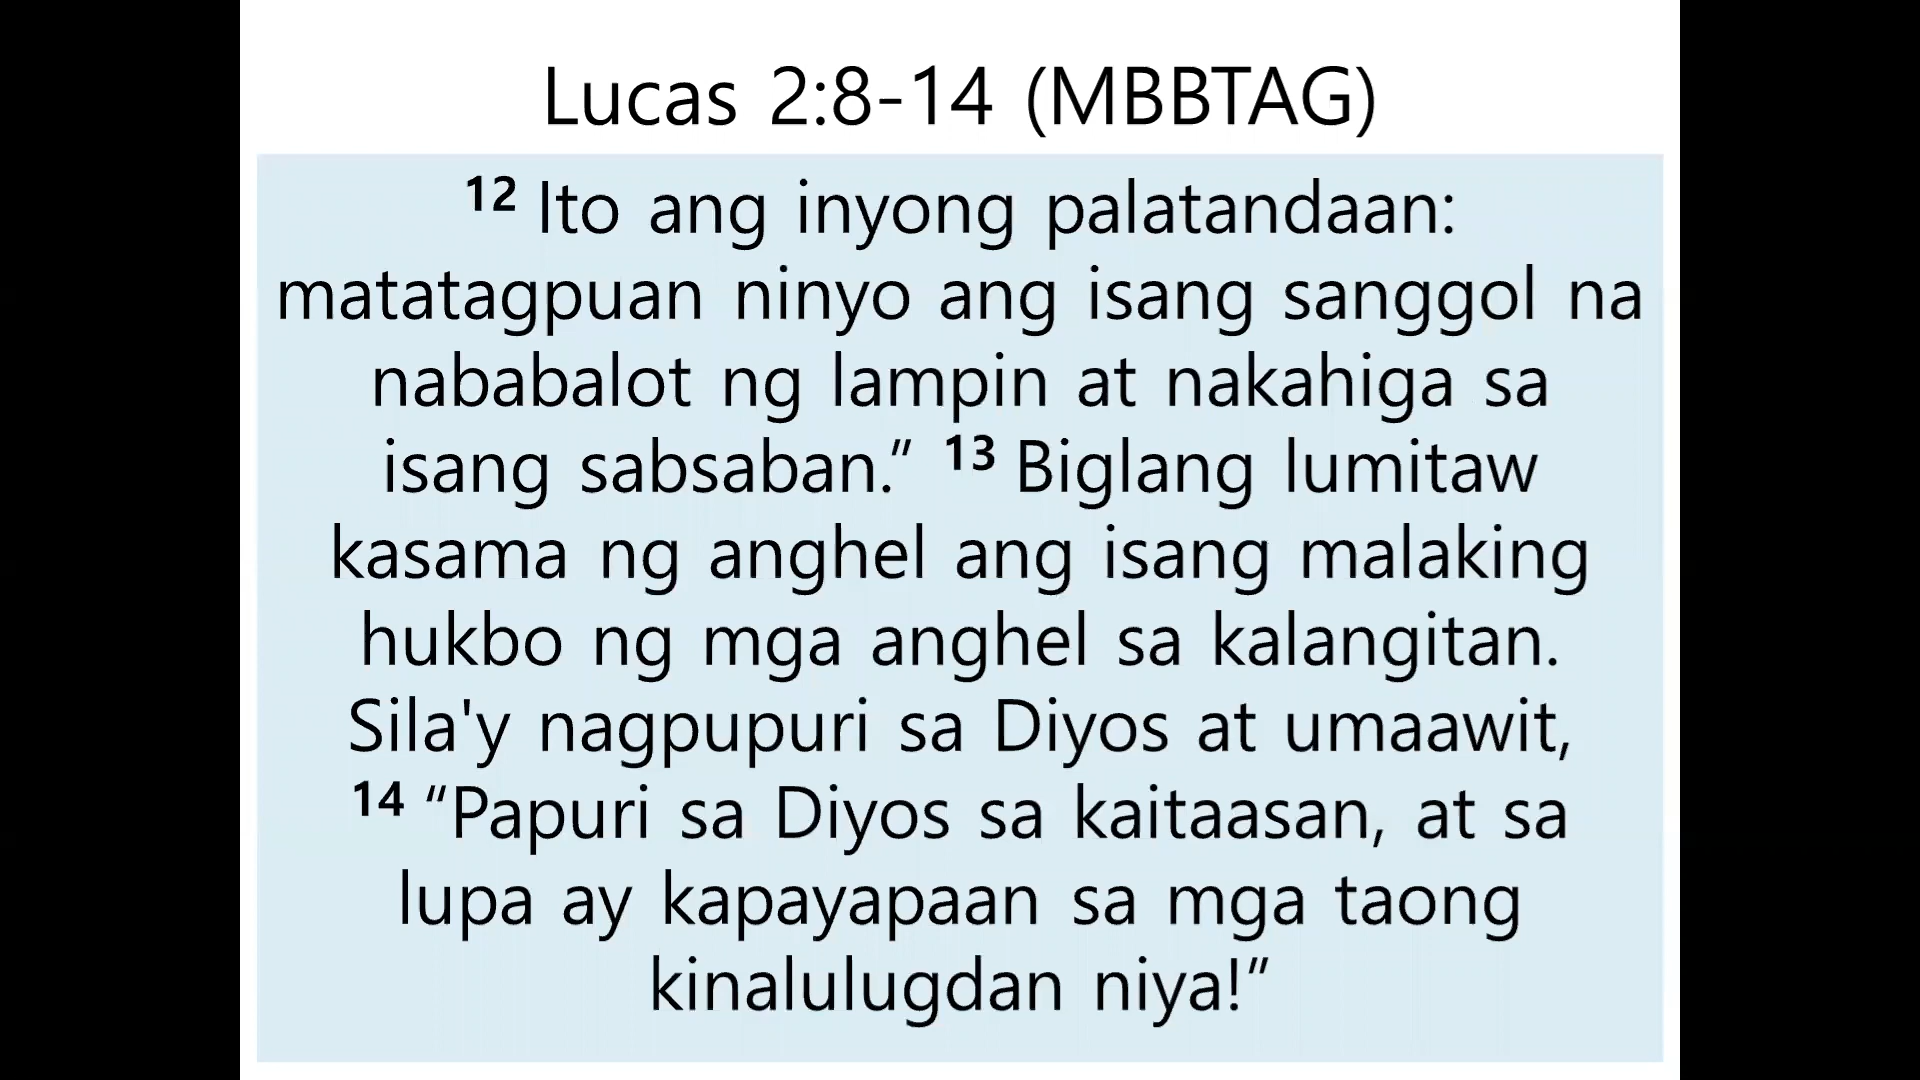 Lucas 2:8-14 (MBBTAG)
12 Ito ang inyong palatandaan:
matatagpuan ninyo ang isang sanggol na
nababalot ng lampin at nakahiga sa
isang sabsaban.” 13 Biglang lumitaw
kasama ng anghel ang isang malaking
hukbo ng mga anghel sa kalangitan.
Sila'y nagpupuri sa Diyos at umaawit,
14 “Papuri sa Diyos sa kaitaasan, at sa
lupa ay kapayapaan sa mga taong
kinalulugdan niya!”